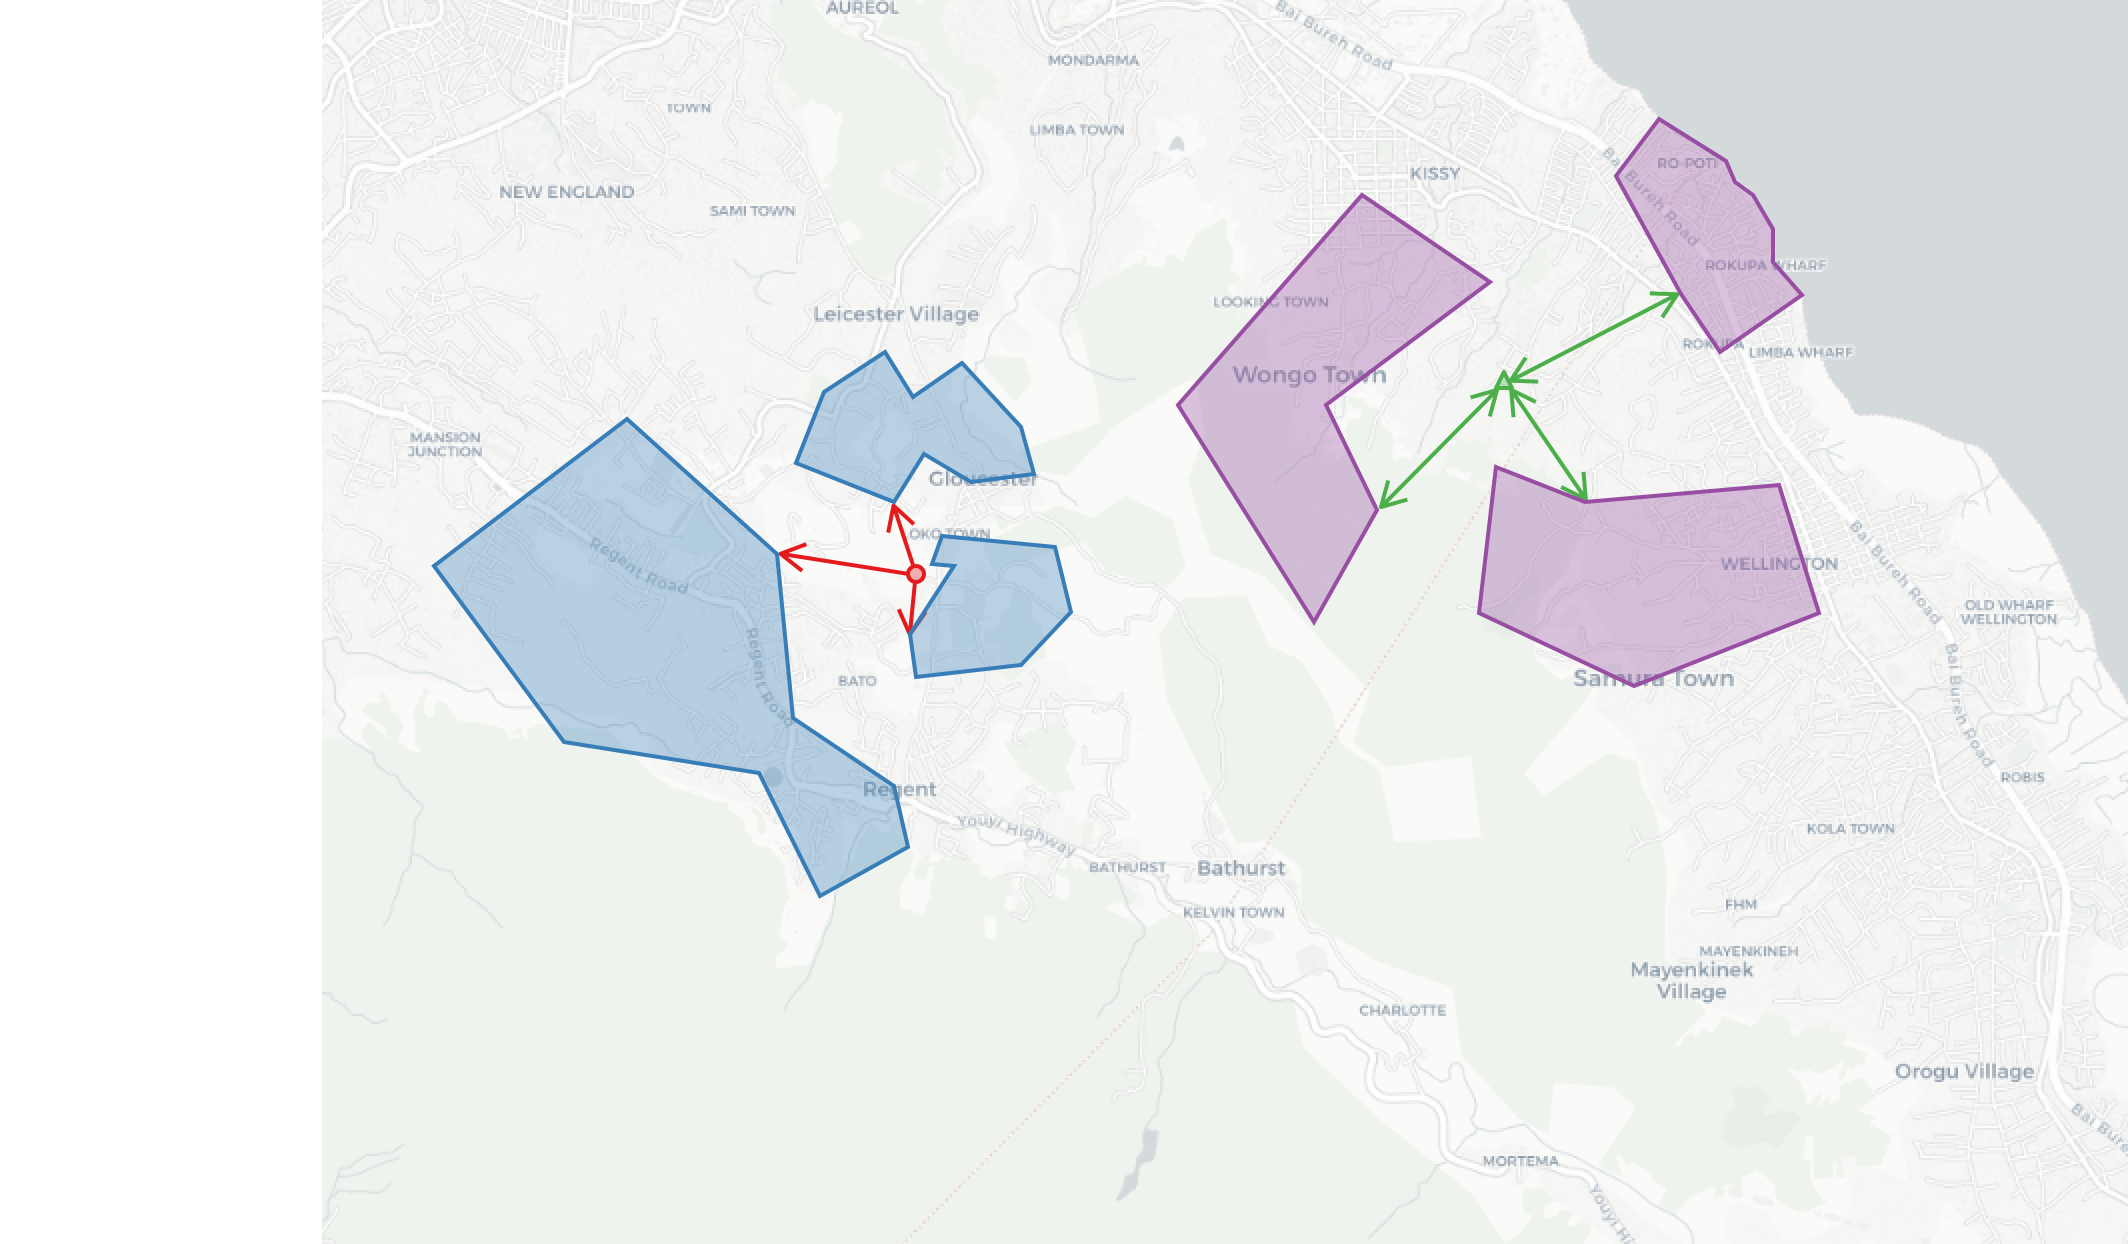 AUREOL
Bai Bureh Road
MONDARMA
TOWN
LIMBA TOWN
KISSY
RO-POTI
Bai Bureh Road
NEW ENGLAND
SAMI TOWN
ROKUPA WHARF
LOOKING TOWN
Leicester Village
ROKUPA
LIMBA WHARF
Wongo Town
MANSION
JUNCTION
Gloucester
OKO TOWN
Bai Bureh Road
WELLINGTON
Regent Road
OLD WHARF
WELLINGTON
Regent Road
BATO
Samura Town
Bai Bureh Road
ROBIS
Regent
Youyi Highway
KOLA TOWN
BATHURST
Bathurst
FHM
KELVIN TOWN
MAYENKINEH
Mayenkinek
Village
CHARLOTTE
Orogu Village
Bai Bure
MORTEMA
Youyi Hi